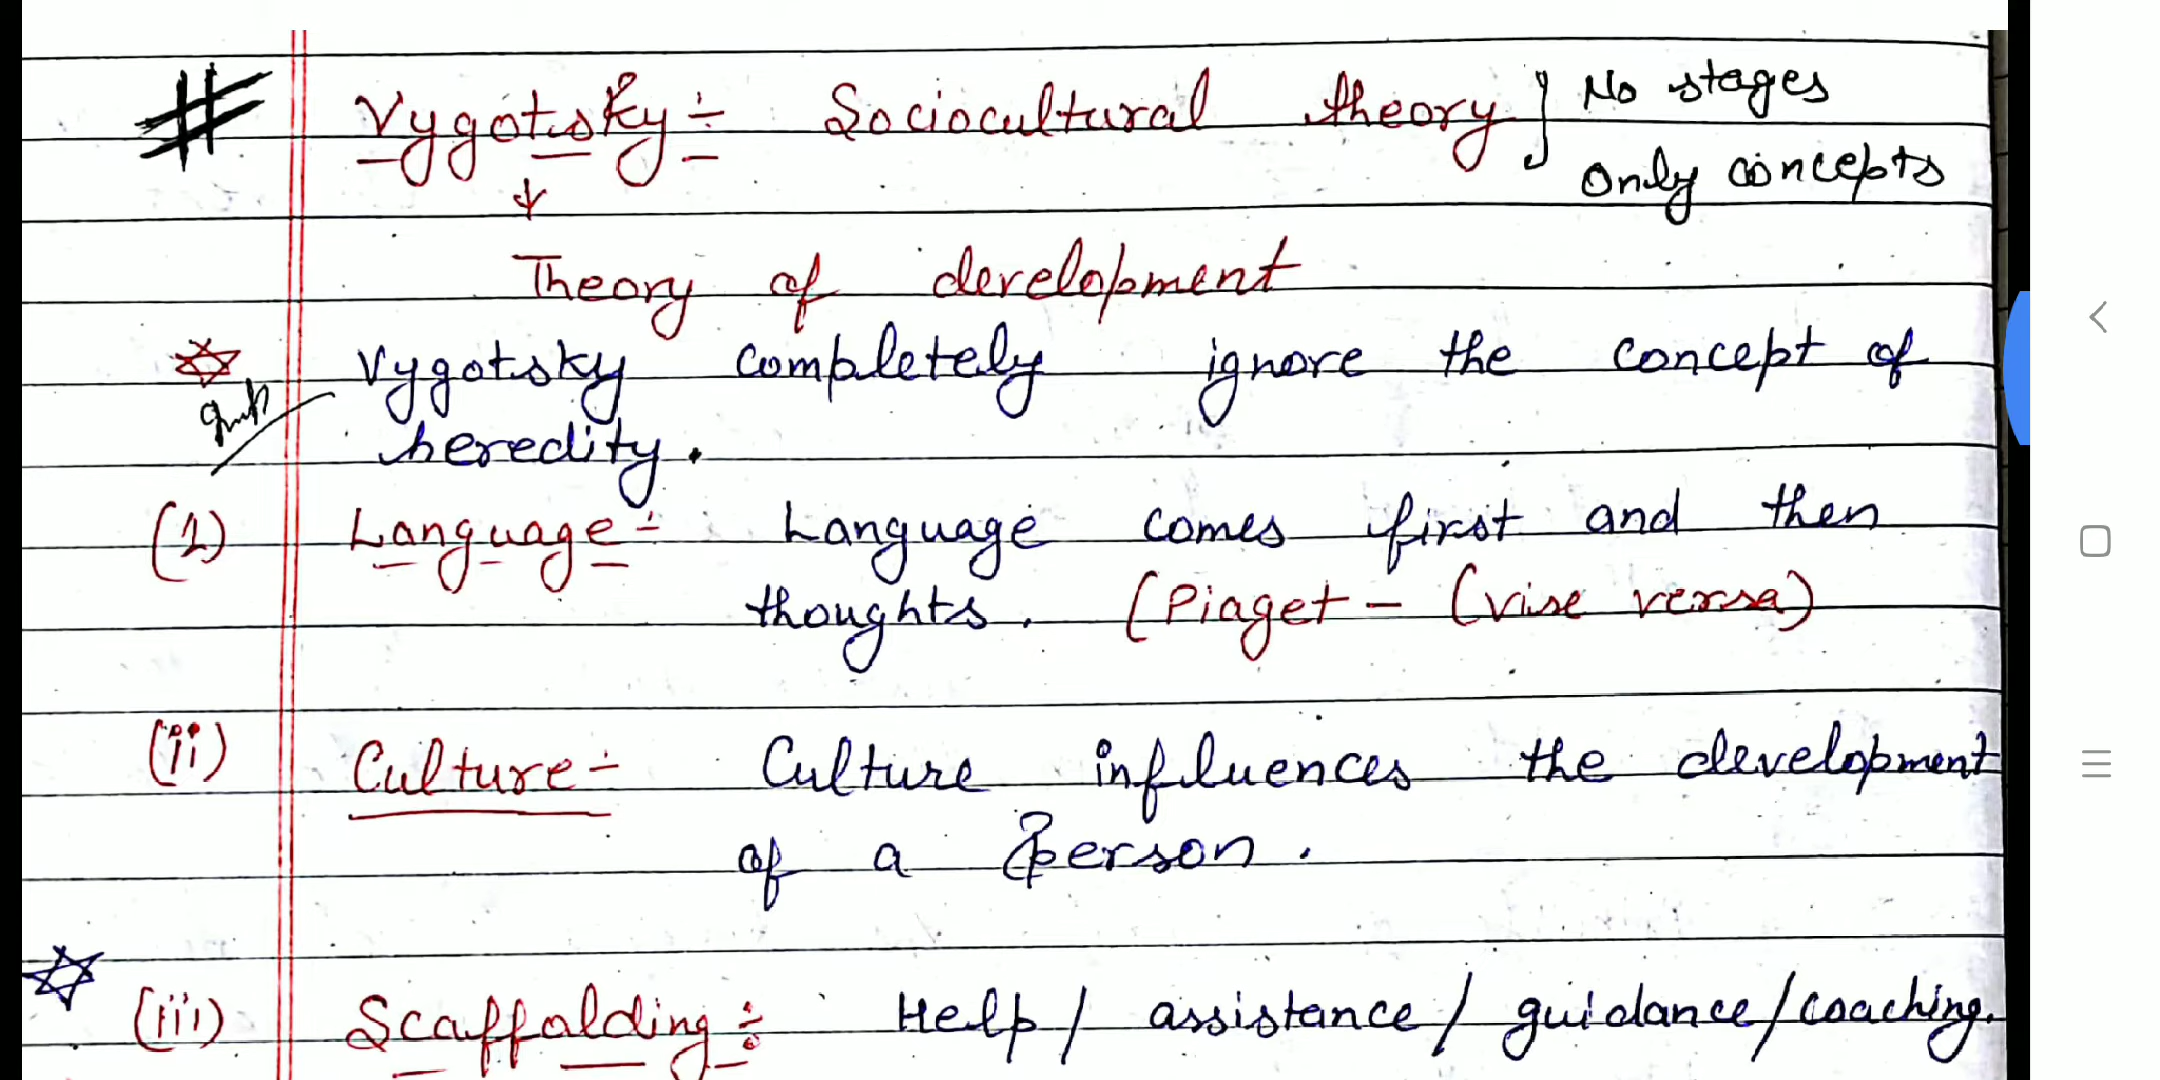 # Vygotsky:- Sociocultural theory } No stages
only concepts
↓
Theory of development
Vygotsky completely ignore the concept of
heredity.
(1) Language:- Language comes first and then
thoughts. (Piaget - (vise versa)
(ii) Culture:- Culture influences the development
of a person.
(iii) Scaffolding:- Help/ assistance/ guidance/coaching.